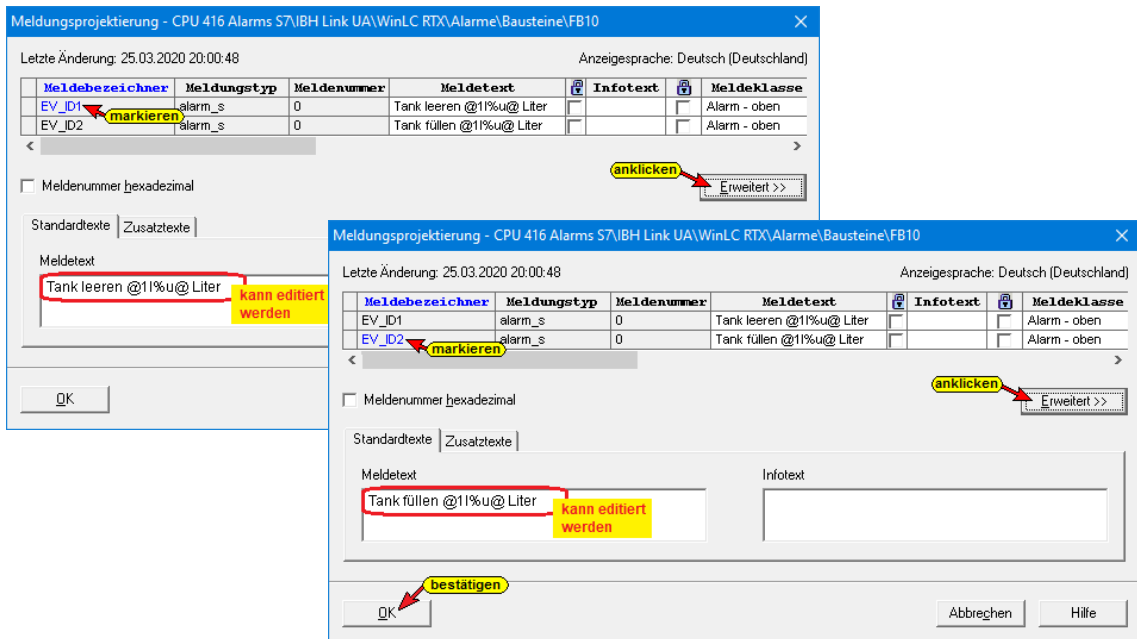 Meldungsprojektierung - CPU 416 Alarms S7\IBH Link UA\WinLC RTX\Alarme\Bausteine\FB10
Letzte Änderung: 25.03.2020 20:00:48 Anzeigesprache: Deutsch (Deutschland)
Meldebezeichner Meldungstyp Meldenummer Meldetext Infotext Meldeklasse
EV_ID1 alarm_s 0 Tank leeren @1I%u@ Liter Alarm - oben
markieren
EV_ID2 alarm_s 0 Tank füllen @1I%u@ Liter Alarm - oben
anklicken
Meldenummer hexadezimal
Erweitert >>
Standardtexte Zusatztexte
Meldetext
Tank leeren @1I%u@ Liter
kann editiert
werden
OK
Meldungsprojektierung - CPU 416 Alarms S7\IBH Link UA\WinLC RTX\Alarme\Bausteine\FB10
Letzte Änderung: 25.03.2020 20:00:48 Anzeigesprache: Deutsch (Deutschland)
Meldebezeichner Meldungstyp Meldenummer Meldetext Infotext Meldeklasse
EV_ID1 alarm_s 0 Tank leeren @1I%u@ Liter Alarm - oben
EV_ID2 alarm_s 0 Tank füllen @1I%u@ Liter Alarm - oben
markieren
anklicken
Meldenummer hexadezimal
Erweitert >>
Standardtexte Zusatztexte
Meldetext Infotext
Tank füllen @1I%u@ Liter
kann editiert
werden
bestätigen
OK Abbrechen Hilfe